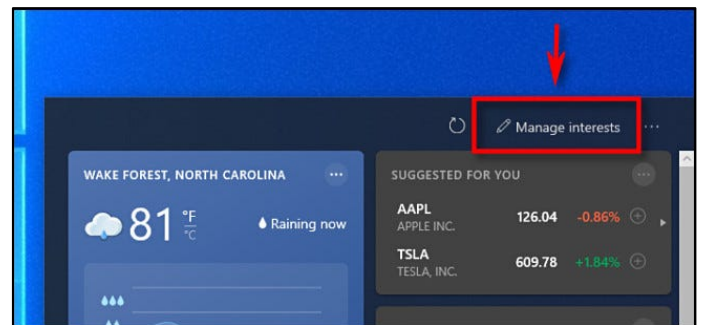 Manage interests ...
WAKE FOREST, NORTH CAROLINA ...
81 °F
°C
Raining now
SUGGESTED FOR YOU ...
AAPL 126.04 -0.86%
APPLE INC.
TSLA 609.78 +1.84%
TESLA, INC.